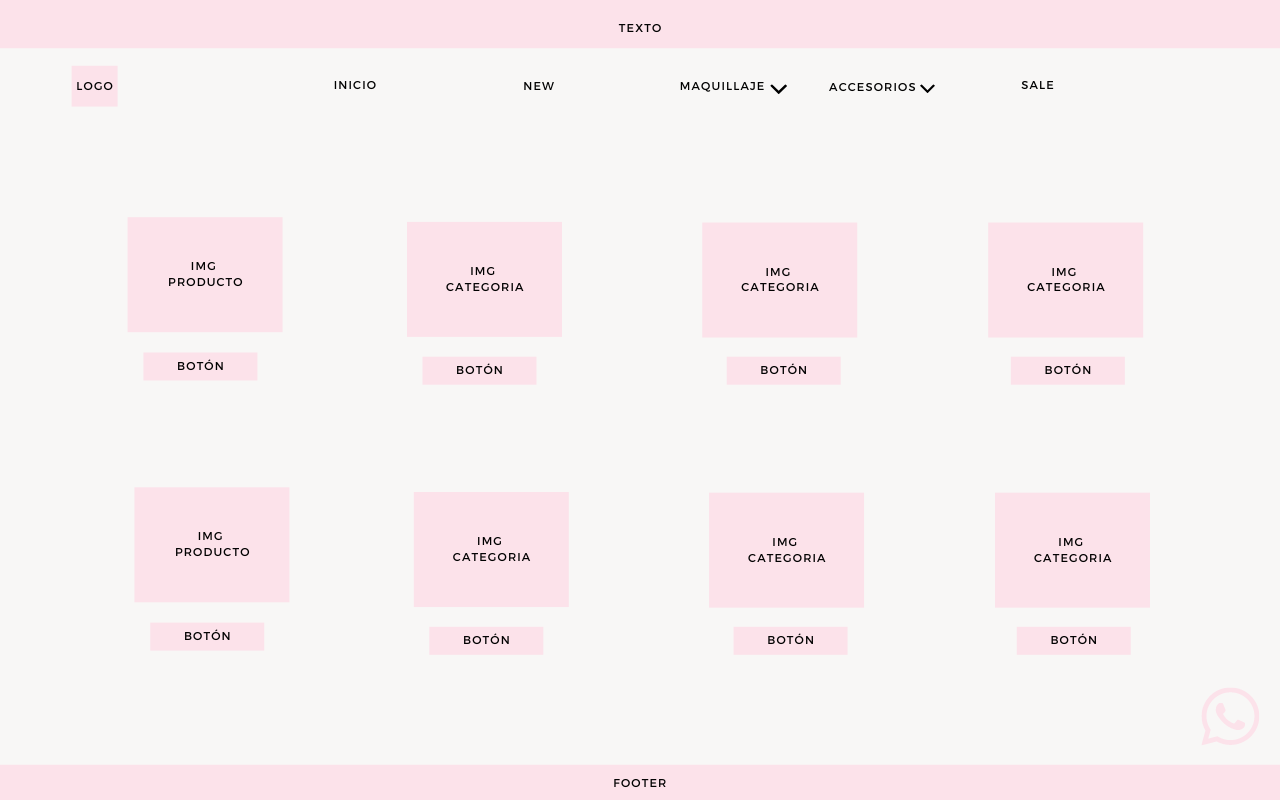 TEXTO
LOGO
INICIO
NEW
MAQUILLAJE
ACCESORIOS
SALE
IMG
PRODUCTO
IMG
CATEGORIA
IMG
CATEGORIA
IMG
CATEGORIA
BOTÓN
BOTÓN
BOTÓN
BOTÓN
IMG
PRODUCTO
IMG
CATEGORIA
IMG
CATEGORIA
IMG
CATEGORIA
BOTÓN
BOTÓN
BOTÓN
BOTÓN
FOOTER